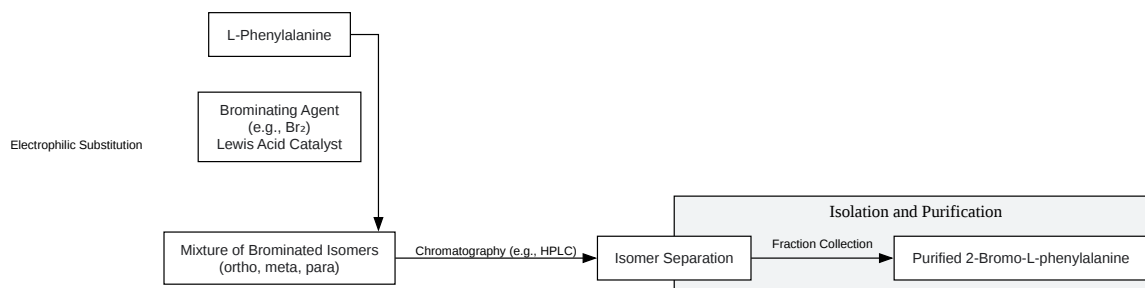 L-Phenylalanine
Brominating Agent
(e.g., Br₂)
Lewis Acid Catalyst
Electrophilic Substitution
Isolation and Purification
Mixture of Brominated Isomers
(ortho, meta, para)
Chromatography (e.g., HPLC)
Isomer Separation
Fraction Collection
Purified 2-Bromo-L-phenylalanine